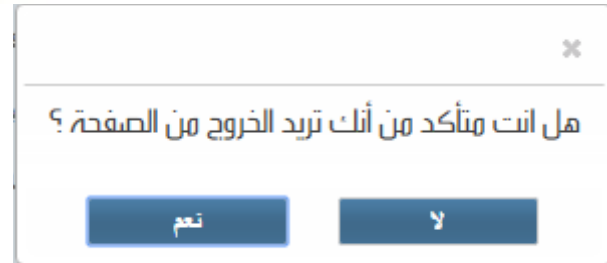 هل انت متأكد من أنك تريد الخروج من الصفحة ؟
لا
نعم